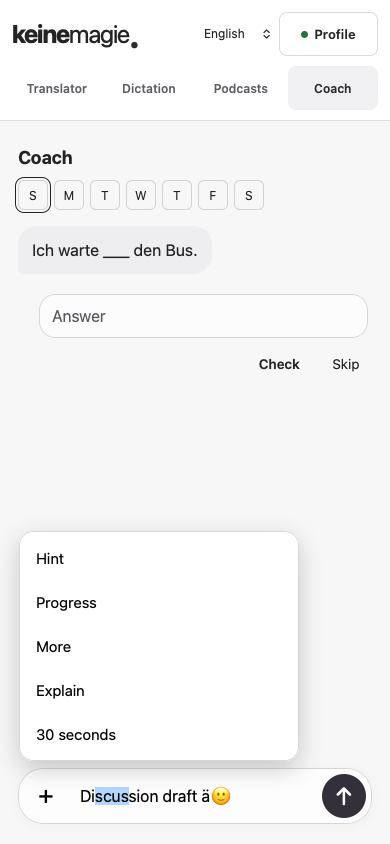 keinemagie.
English
Profile
Translator
Dictation
Podcasts
Coach
Coach
S M T W T F S
Ich warte ____ den Bus.
Answer
Check
Skip
Hint
Progress
More
Explain
30 seconds
+ Discussion draft ä🙂